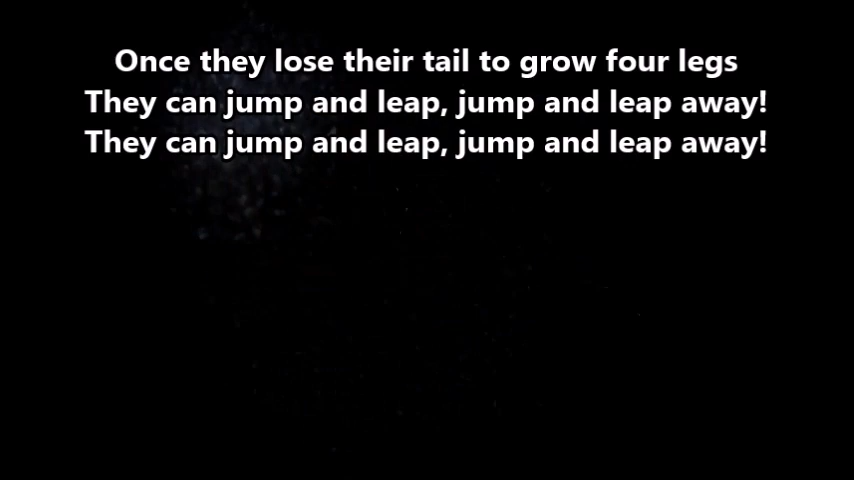 Once they lose their tail to grow four legs
They can jump and leap, jump and leap away!
They can jump and leap, jump and leap away!